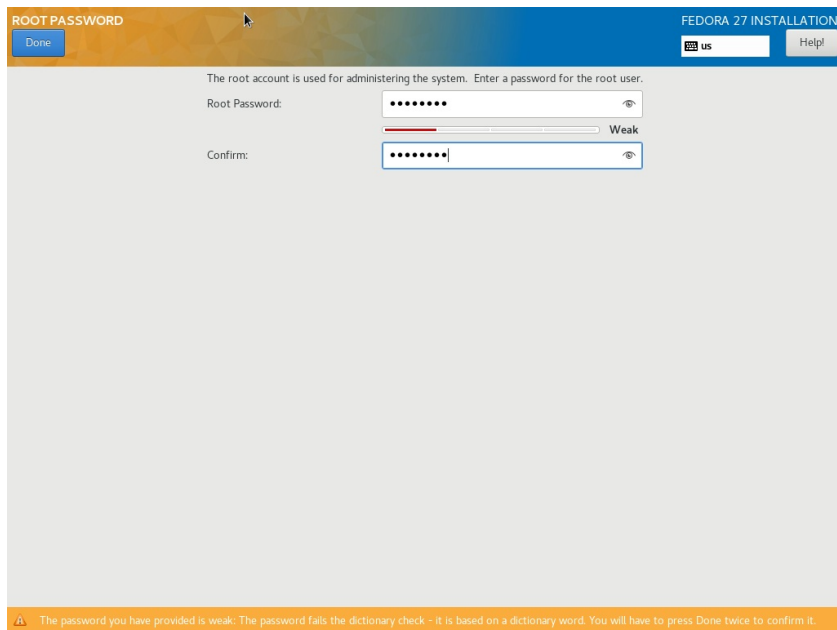 ROOT PASSWORD
FEDORA 27 INSTALLATION
Done
us
Help!
The root account is used for administering the system. Enter a password for the root user.
Root Password:
Weak
Confirm:
The password you have provided is weak: The password fails the dictionary check - it is based on a dictionary word. You will have to press Done twice to confirm it.